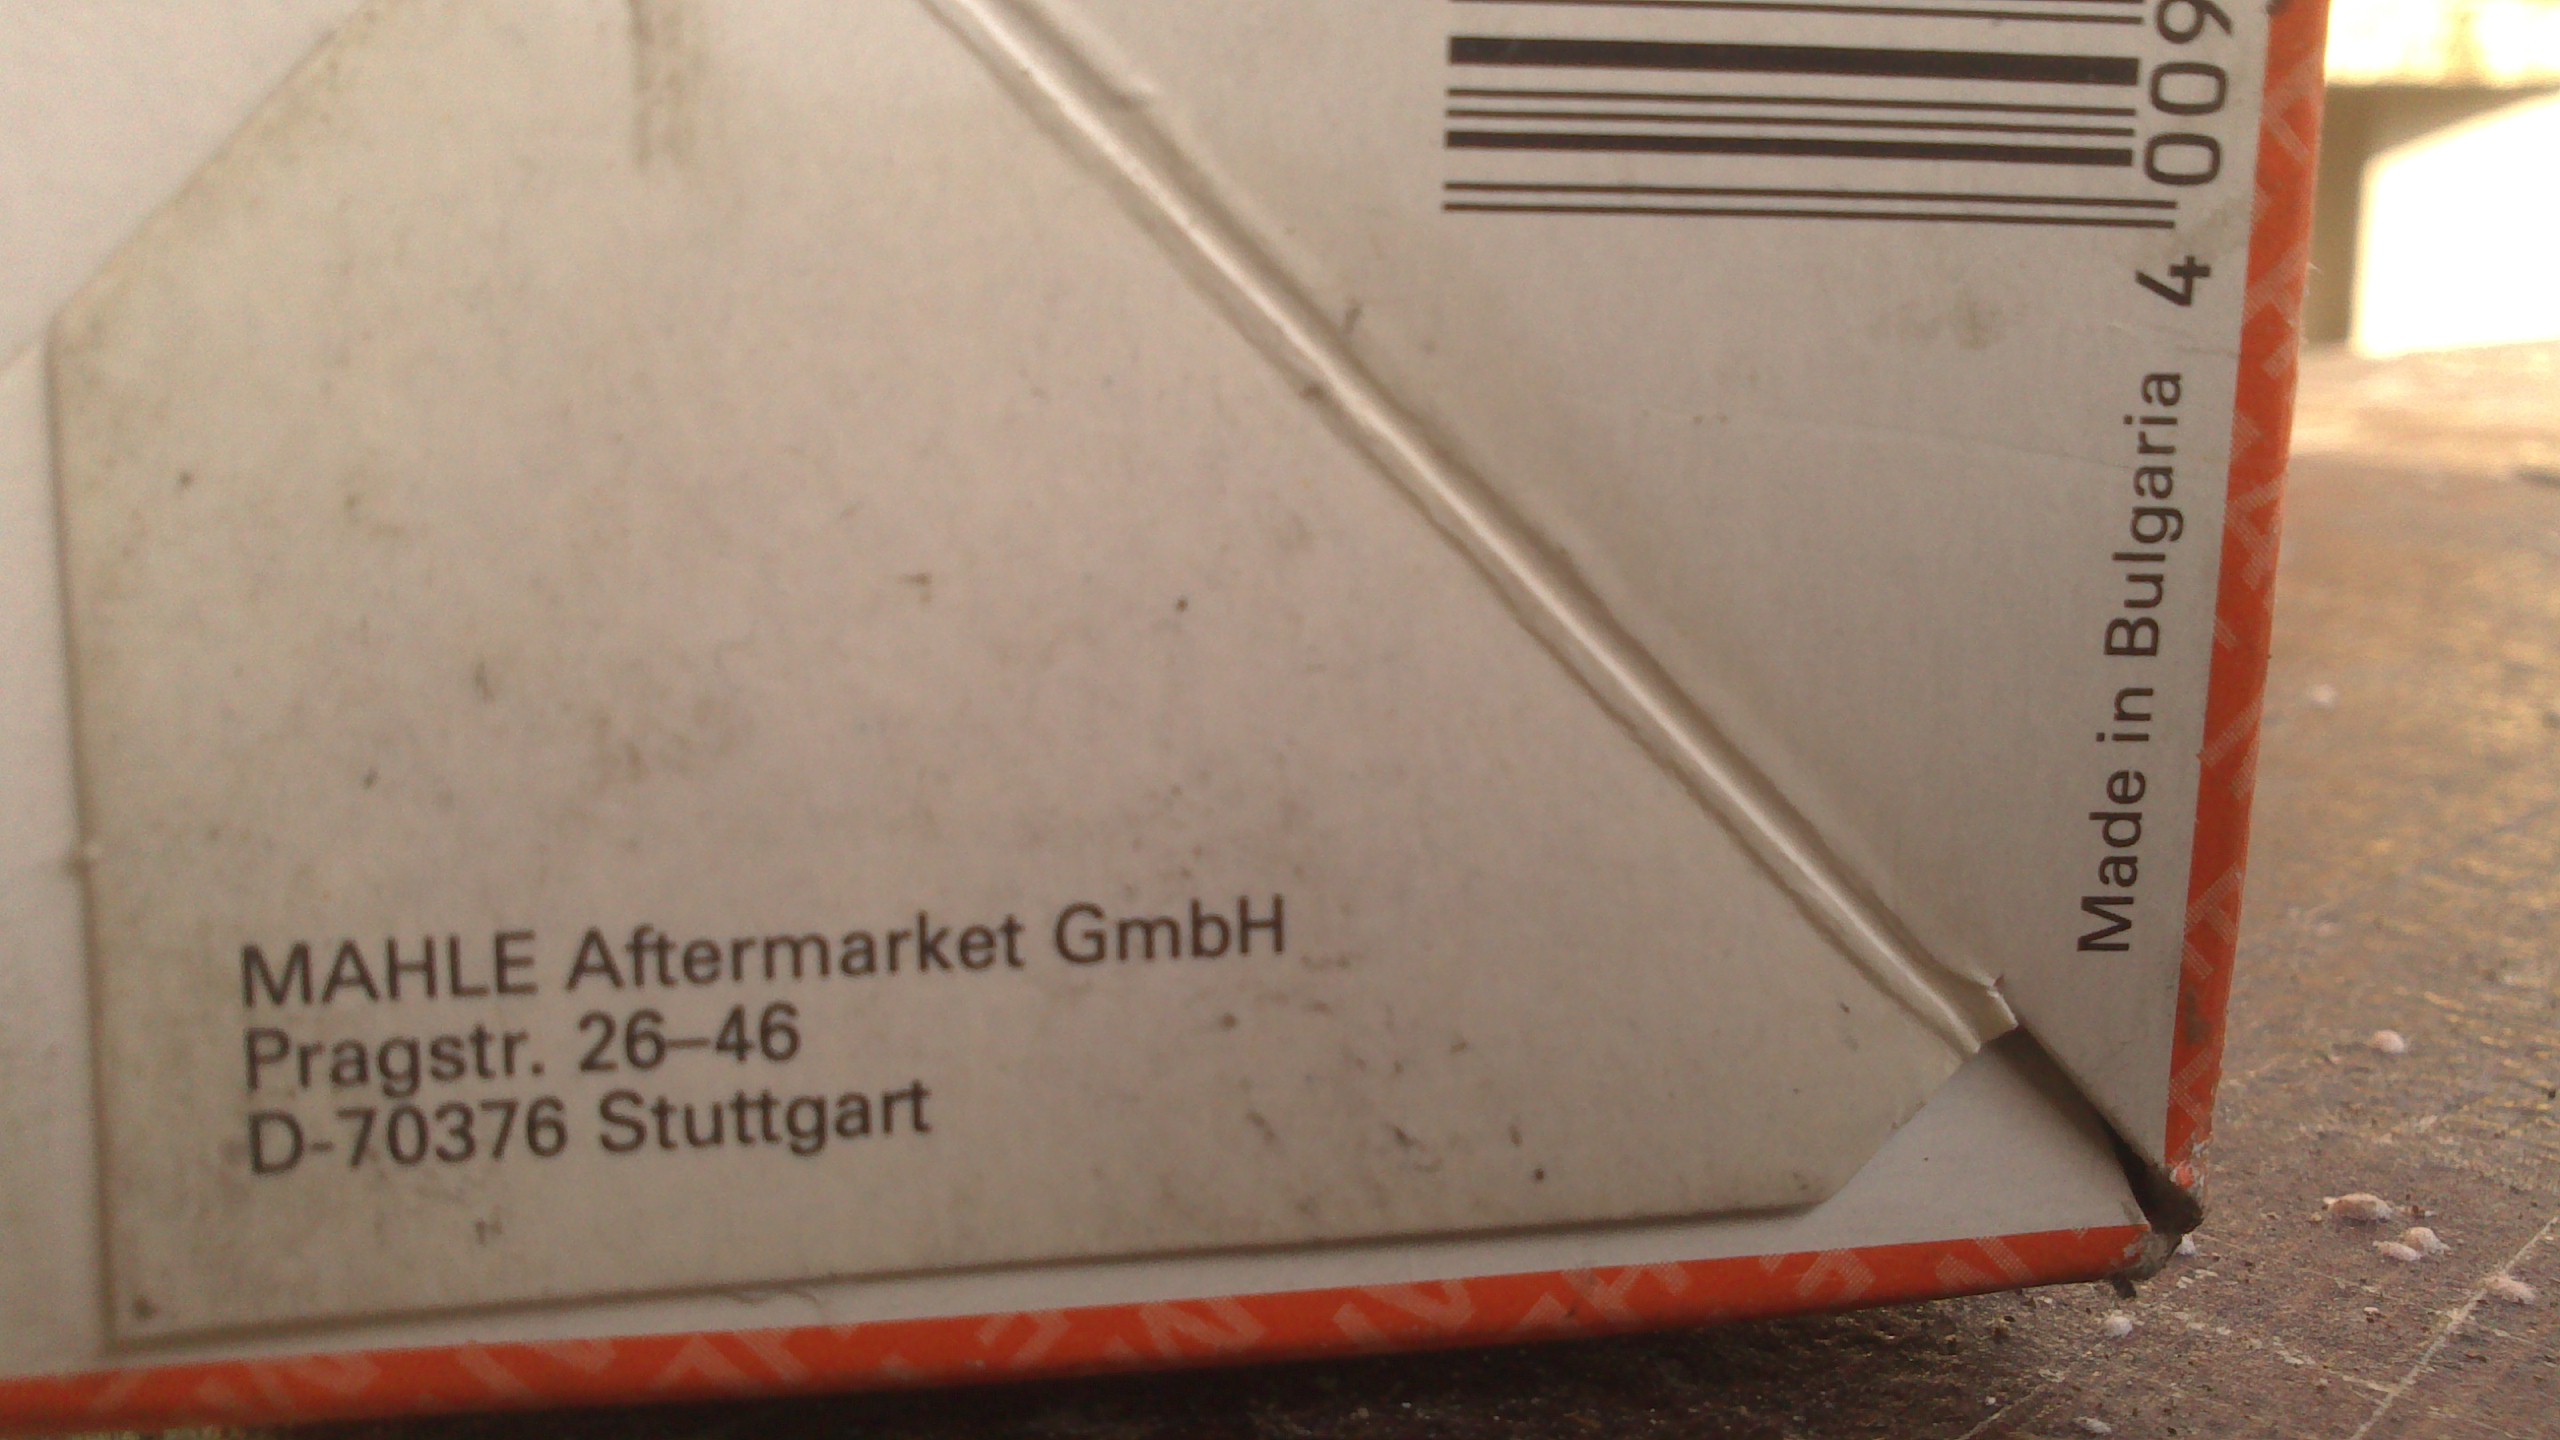 MAHLE Aftermarket GmbH
Pragstr. 26–46
D-70376 Stuttgart
Made in Bulgaria
4 009